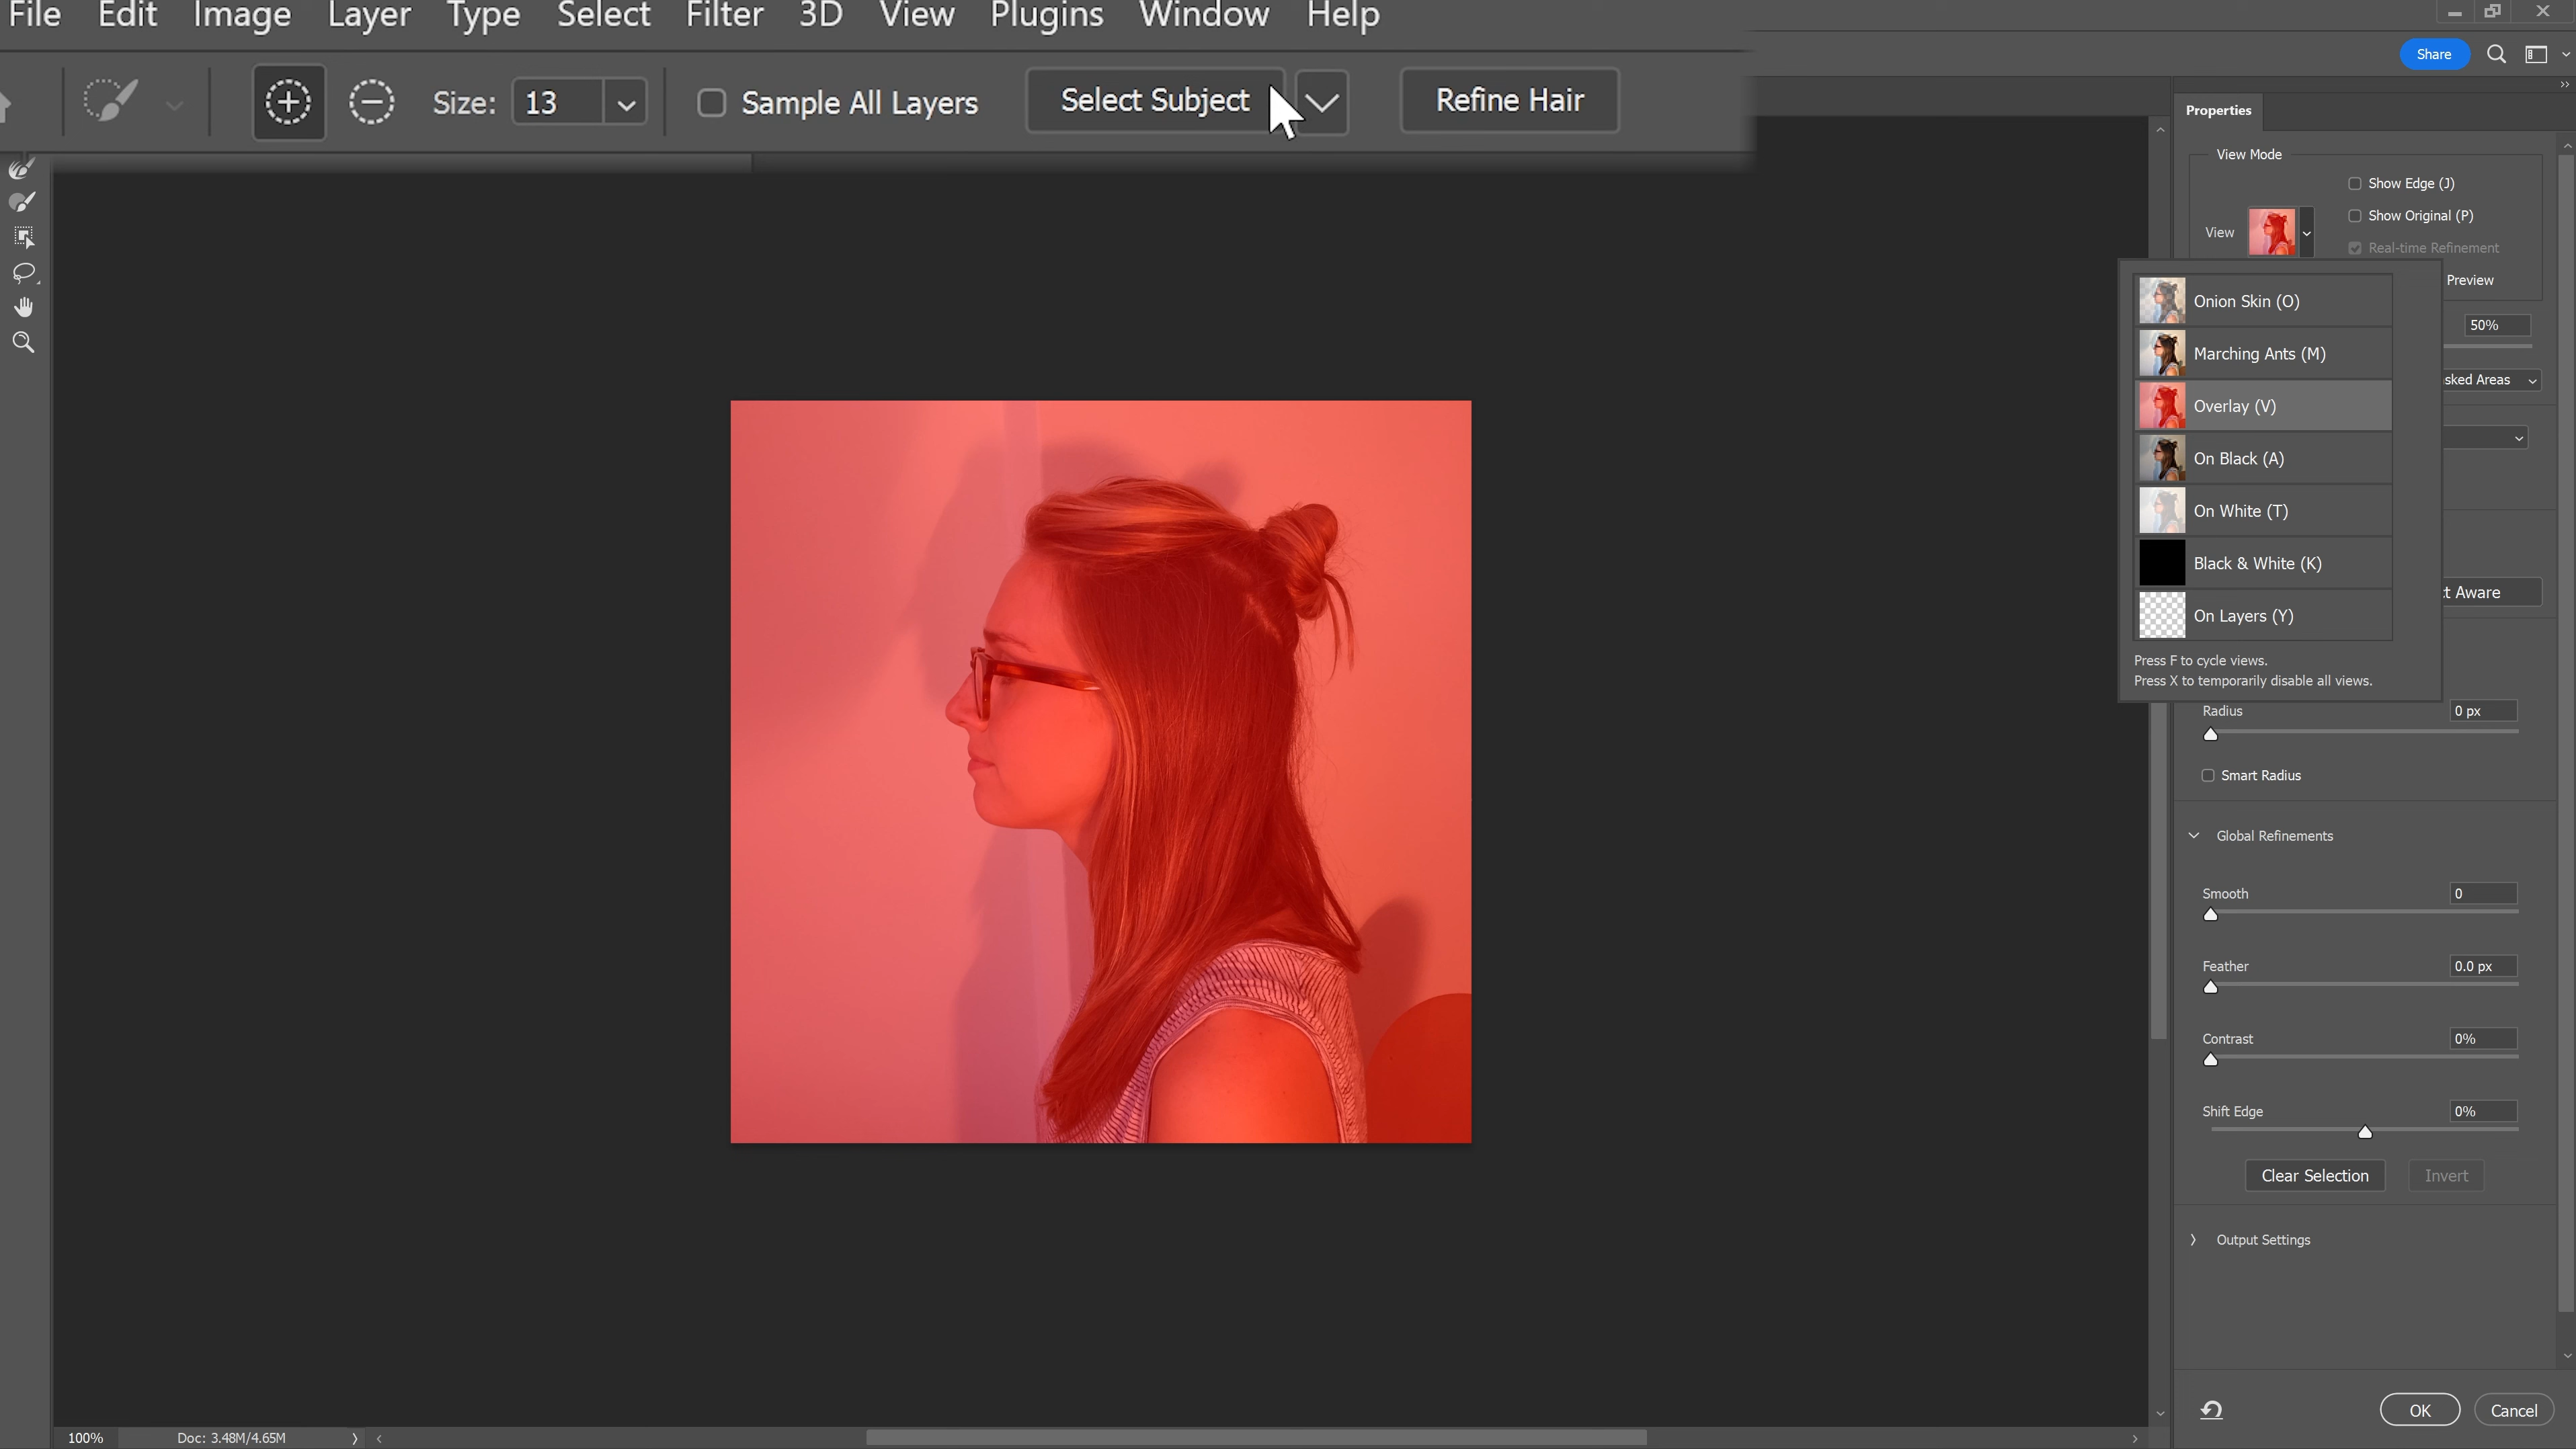 File Edit Image Layer Type Select Filter 3D View Plugins Window Help
Share
Size: 13 Sample All Layers Select Subject Refine Hair
Properties
View Mode
Show Edge (J)
Show Original (P)
View
Real-time Refinement
Preview
Onion Skin (O)
50%
Marching Ants (M)
sked Areas
Overlay (V)
On Black (A)
On White (T)
Black & White (K)
ct Aware
On Layers (Y)
Press F to cycle views.
Press X to temporarily disable all views.
Radius 0 px
Smart Radius
Global Refinements
Smooth 0
Feather 0.0 px
Contrast 0%
Shift Edge 0%
Clear Selection Invert
Output Settings
OK Cancel
100% Doc: 3.48M/4.65M